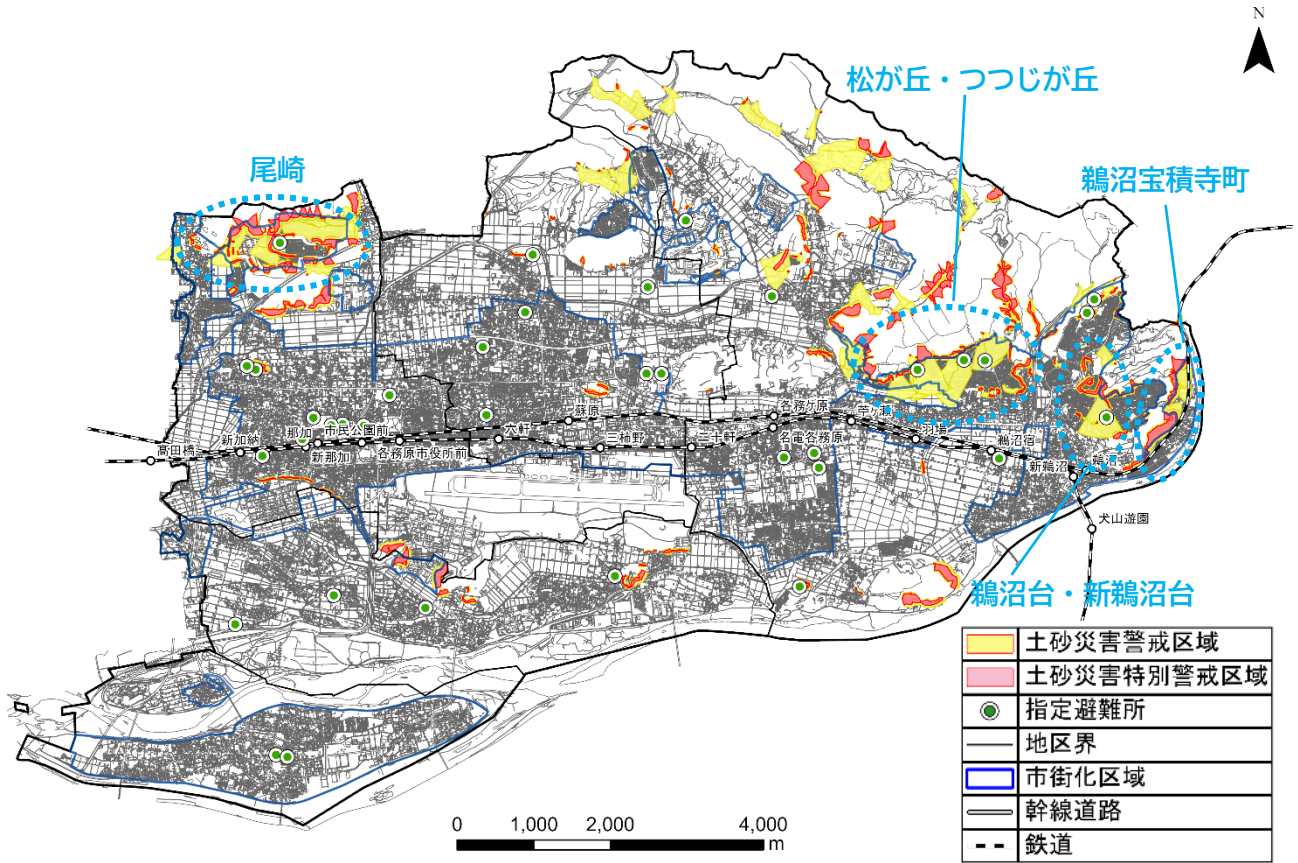 N
松が丘・つつじが丘
尾崎
鵜沼宝積寺町
蘇原
各務ケ原
苧ヶ瀬
那加
市民公園前
六軒
三柿野
二十軒
名電各務原
羽場
鵜沼宿
高田橋
新加納
新那加
各務原市役所前
新鵜沼
鵜沼
犬山遊園
鵜沼台・新鵜沼台
土砂災害警戒区域
土砂災害特別警戒区域
指定避難所
地区界
市街化区域
幹線道路
鉄道
0 1,000 2,000 4,000
m